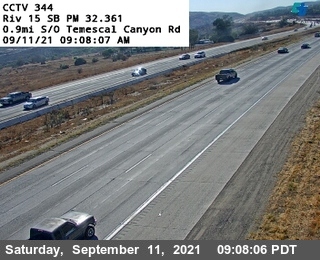 CCTV 344
Riv 15 SB PM 32.361
0.9mi S/O Temescal Canyon Rd
09/11/21 09:08:07 AM
Saturday, September 11, 2021 09:08:06 PDT